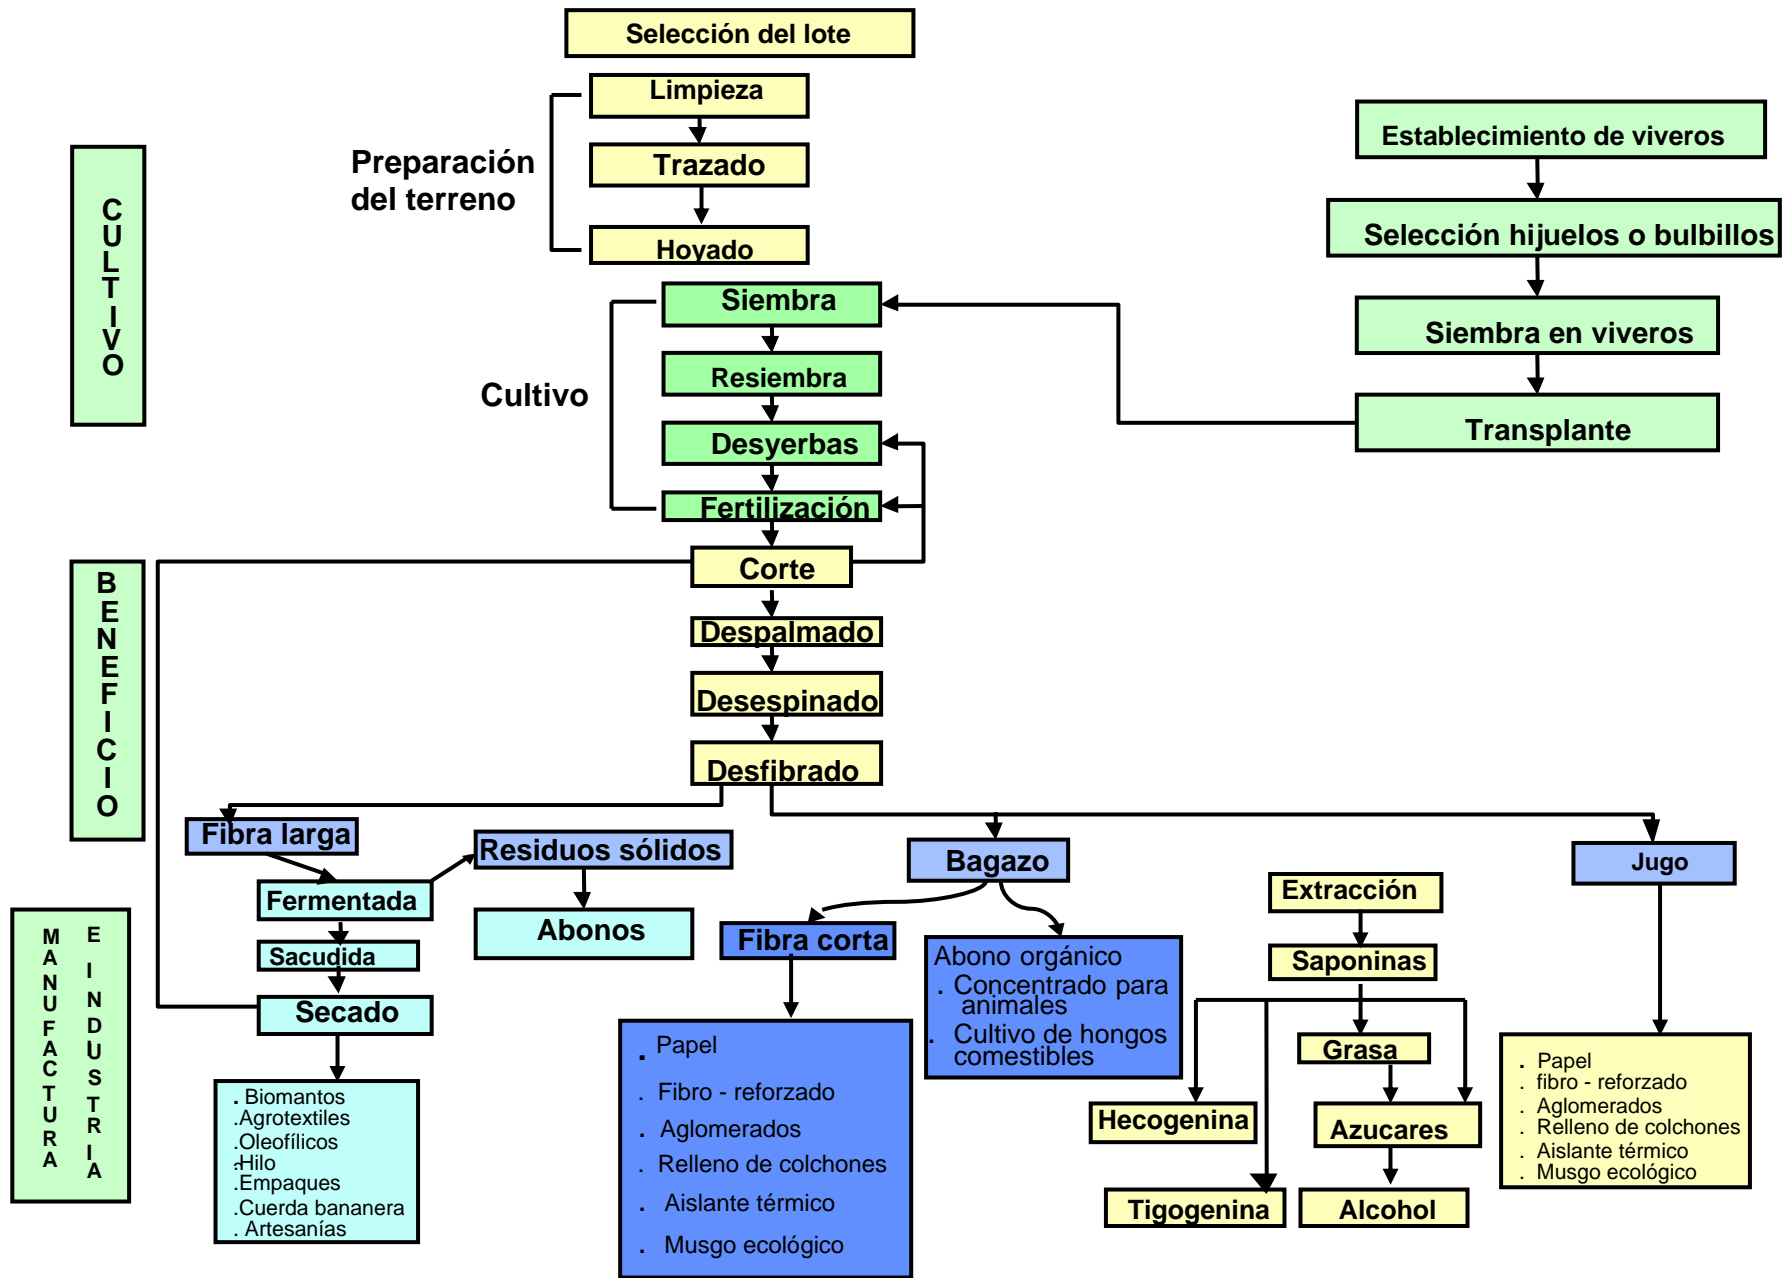 Selección del lote
Limpieza
Preparación
del terreno
Trazado
Hoyado
Establecimiento de viveros
Selección hijuelos o bulbillos
Siembra en viveros
Transplante
CULTIVO
Siembra
Resiembra
Cultivo
Desyerbas
Fertilización
BENEFICIO
Corte
Despalmado
Desespinado
Desfibrado
Fibra larga
Residuos sólidos
Bagazo
Jugo
Fermentada
Abonos
Sacudida
Secado
Fibra corta
Abono orgánico
. Concentrado para
animales
. Cultivo de hongos
comestibles
Extracción
Saponinas
Grasa
Hecogenina
Azucares
Tigogenina
Alcohol
MANUFACTURA
E INDUSTRIA
. Biomantos
.Agrotextiles
.Oleofílicos
.Hilo
.Empaques
.Cuerda bananera
. Artesanías
. Papel
. Fibro - reforzado
. Aglomerados
. Relleno de colchones
. Aislante térmico
. Musgo ecológico
. Papel
. fibro - reforzado
. Aglomerados
. Relleno de colchones
. Aislante térmico
. Musgo ecológico